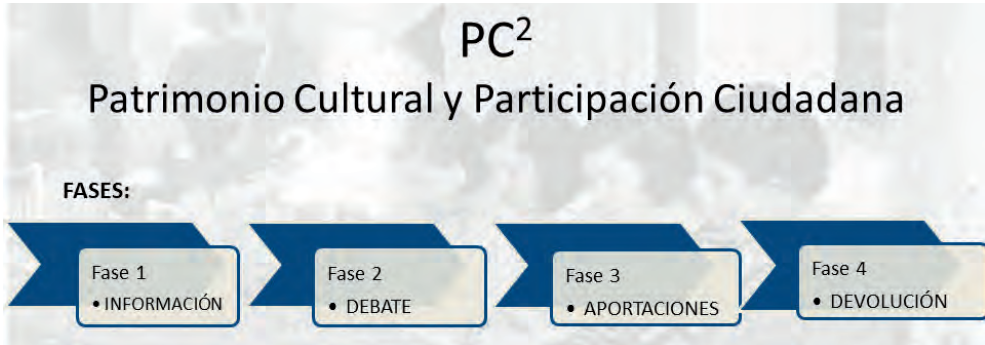 PC²
Patrimonio Cultural y Participación Ciudadana
FASES:
Fase 1
• INFORMACIÓN
Fase 2
• DEBATE
Fase 3
• APORTACIONES
Fase 4
• DEVOLUCIÓN